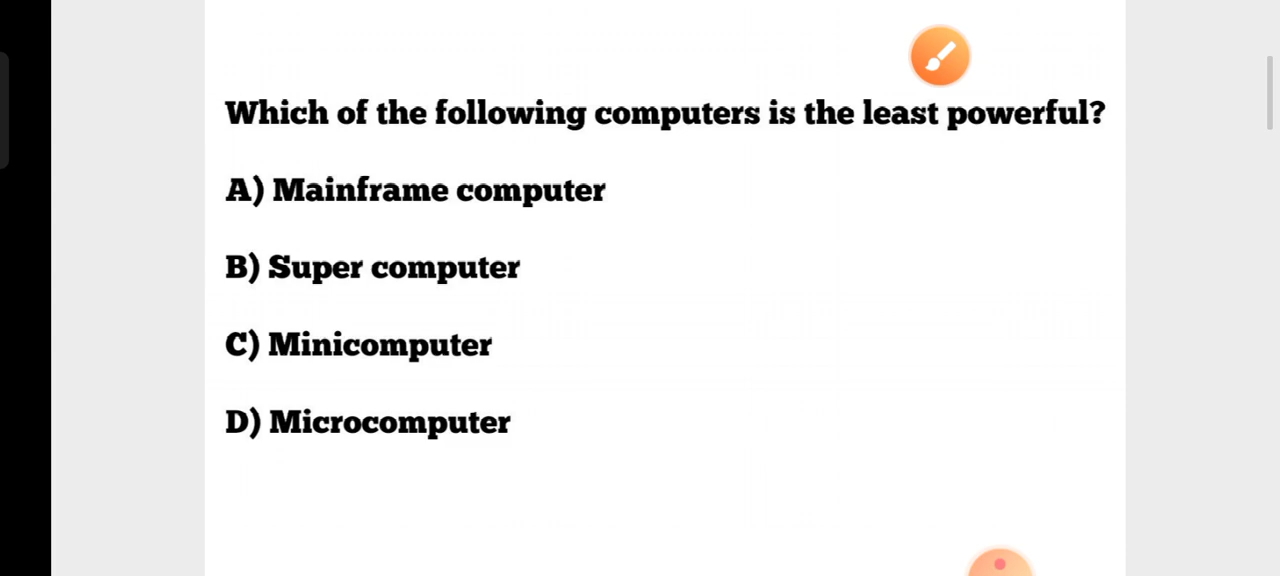 Which of the following computers is the least powerful?
A) Mainframe computer
B) Super computer
C) Minicomputer
D) Microcomputer